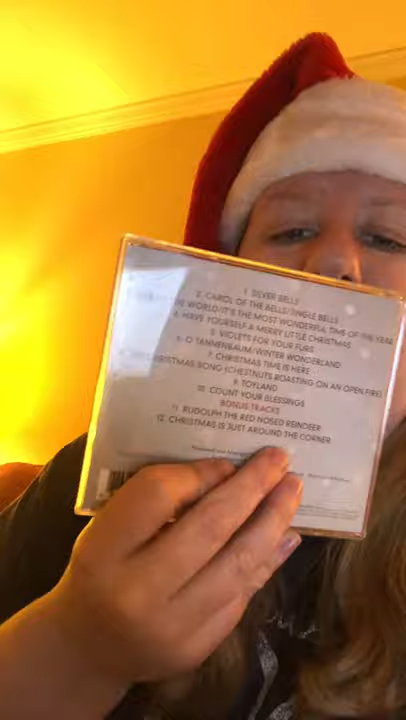 1. SILVER BELLS
2. CAROL OF THE BELLS/JINGLE BELLS
THE WORLD/IT'S THE MOST WONDERFUL TIME OF THE YEAR
4. HAVE YOURSELF A MERRY LITTLE CHRISTMAS
5. VIOLETS FOR YOUR FURS
6. O TANNENBAUM/WINTER WONDERLAND
7. CHRISTMAS TIME IS HERE
CHRISTMAS SONG (CHESTNUTS ROASTING ON AN OPEN FIRE)
9. TOYLAND
10. COUNT YOUR BLESSINGS
BONUS TRACKS
11. RUDOLPH THE RED NOSED REINDEER
12. CHRISTMAS IS JUST AROUND THE CORNER